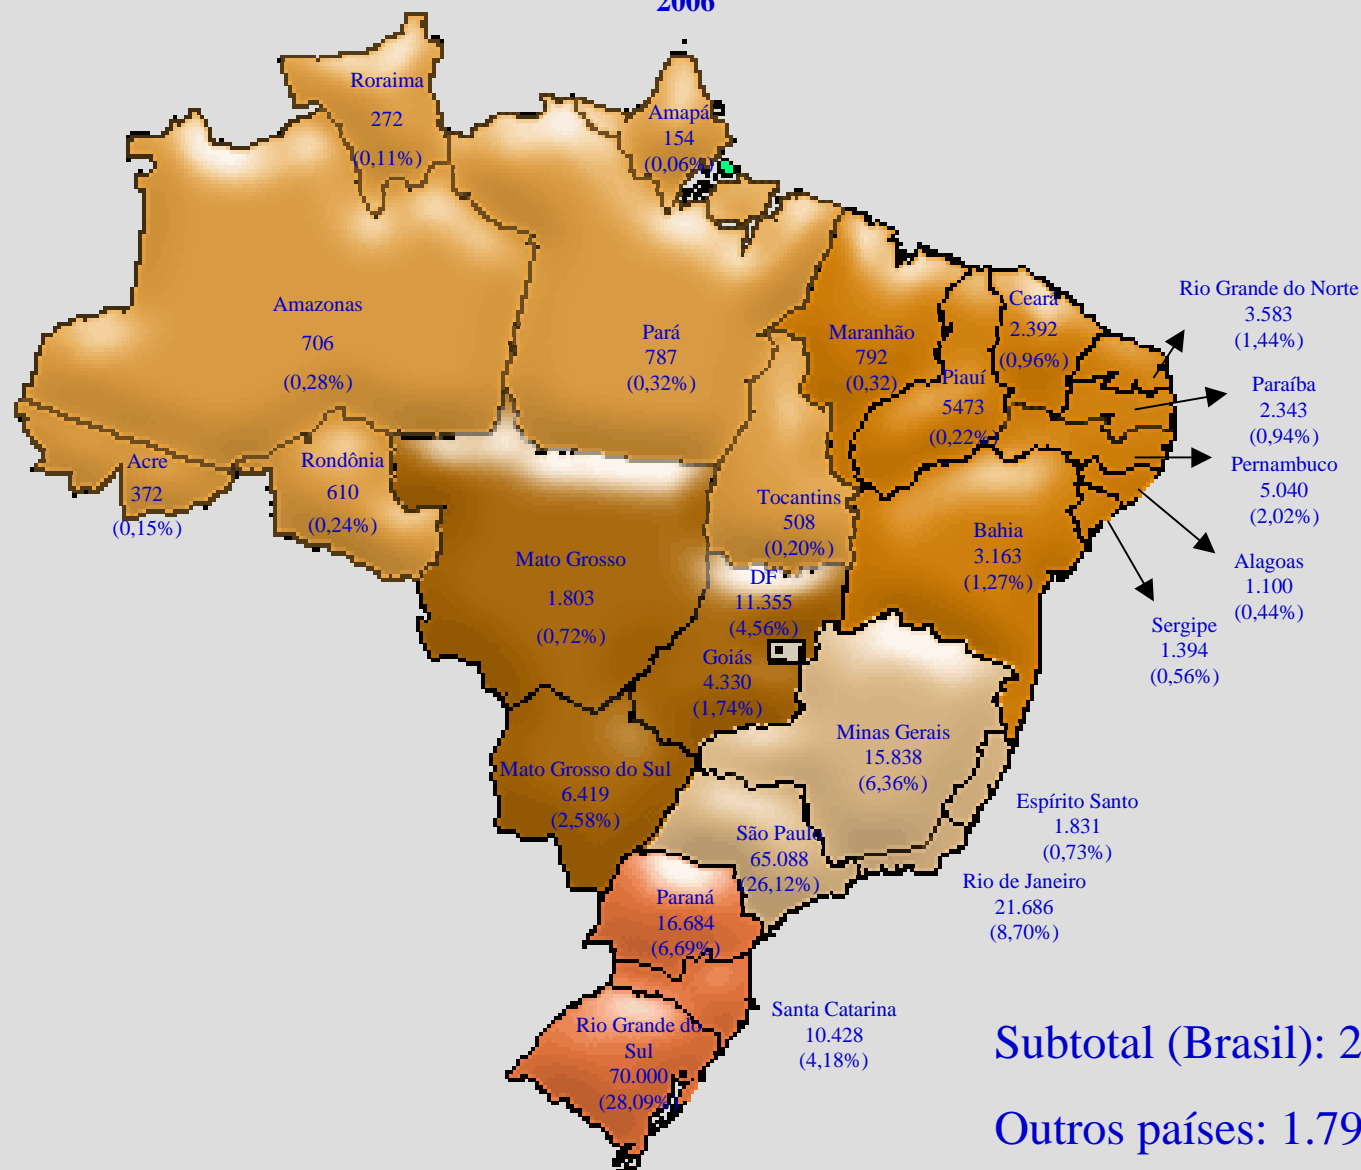 2006
Roraima
272
(0,11%)
Amapá
154
(0,06%)
Amazonas
706
(0,28%)
Pará
787
(0,32%)
Maranhão
792
(0,32)
Piauí
5473
(0,22%)
Ceará
2.392
(0,96%)
Rio Grande do Norte
3.583
(1,44%)
Paraíba
2.343
(0,94%)
Pernambuco
5.040
(2,02%)
Alagoas
1.100
(0,44%)
Sergipe
1.394
(0,56%)
Acre
372
(0,15%)
Rondônia
610
(0,24%)
Tocantins
508
(0,20%)
Bahia
3.163
(1,27%)
Mato Grosso
1.803
(0,72%)
DF
11.355
(4,56%)
Goiás
4.330
(1,74%)
Minas Gerais
15.838
(6,36%)
Mato Grosso do Sul
6.419
(2,58%)
Espírito Santo
1.831
(0,73%)
São Paulo
65.088
(26,12%)
Rio de Janeiro
21.686
(8,70%)
Paraná
16.684
(6,69%)
Santa Catarina
10.428
(4,18%)
Rio Grande do
Sul
70.000
(28,09%)
Subtotal (Brasil): 2
Outros países: 1.79